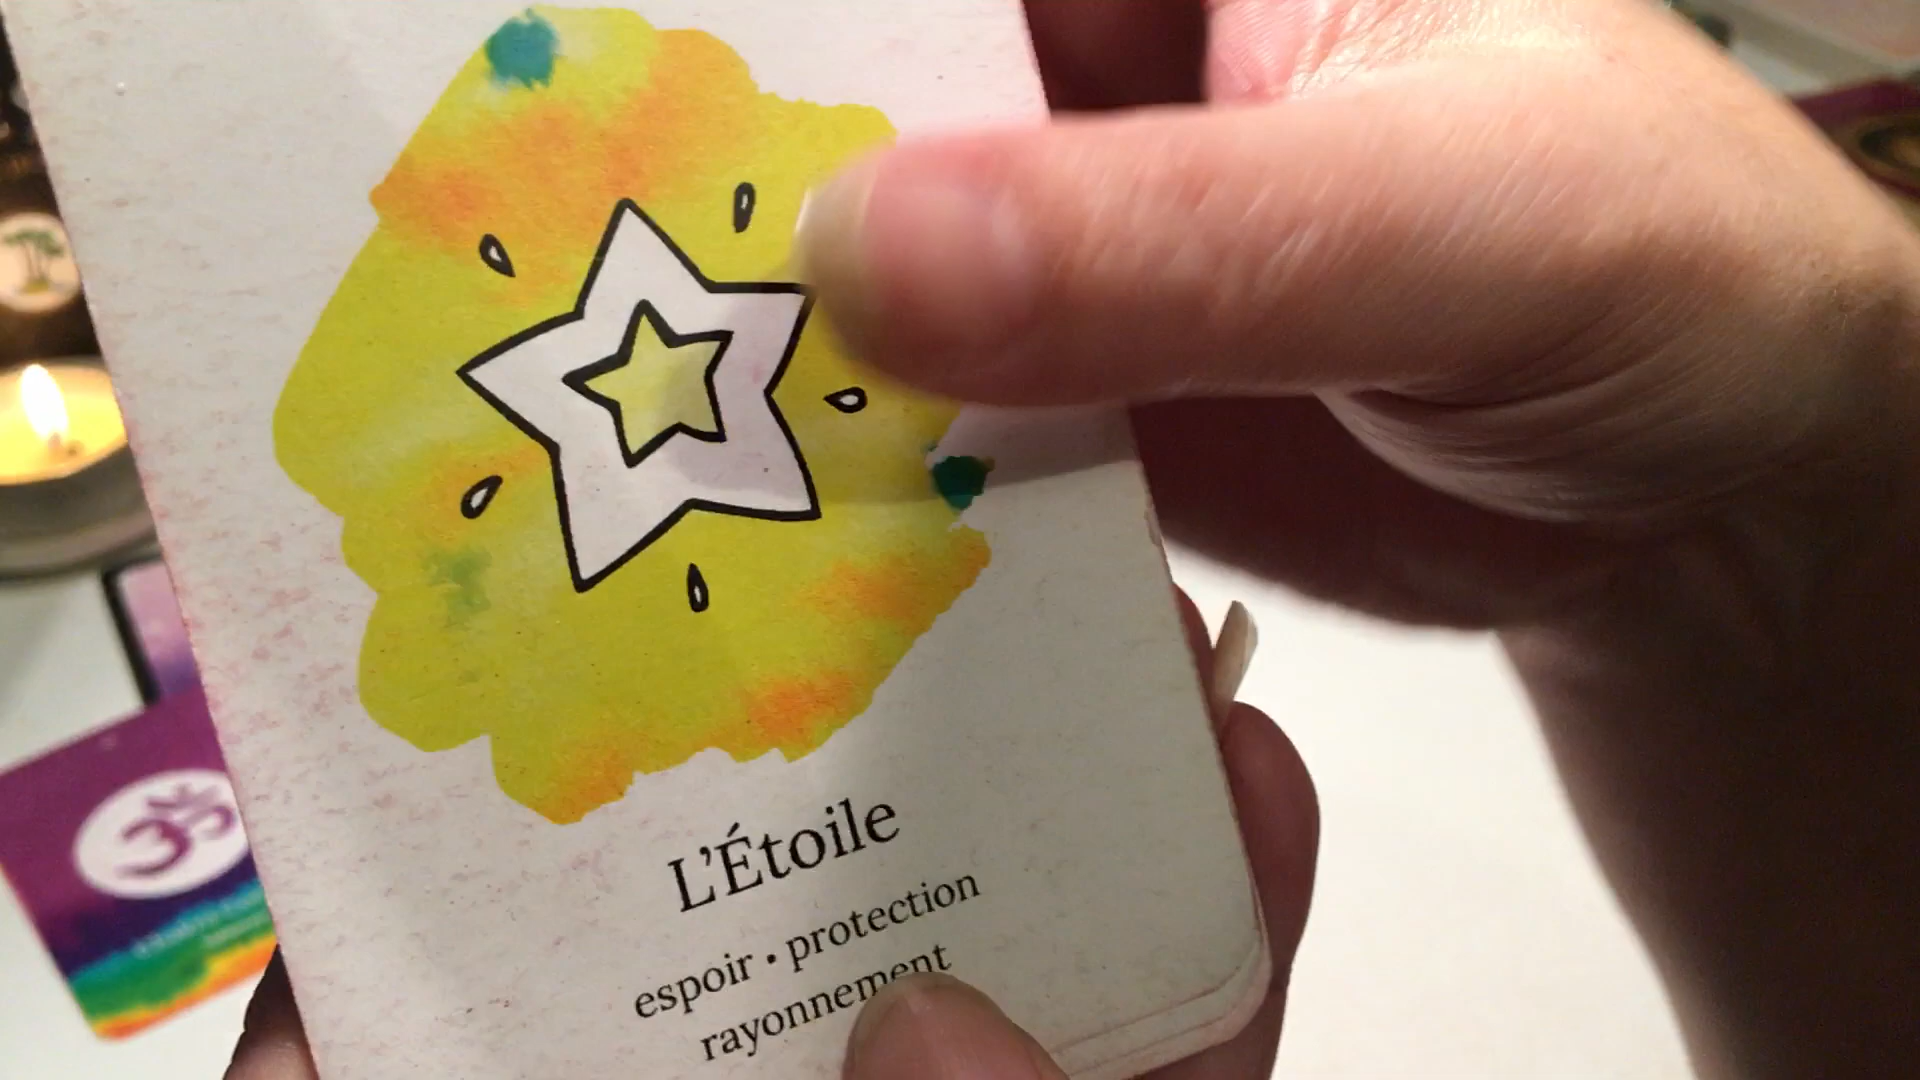 L'Étoile
espoir • protection
rayonnement
ॐ